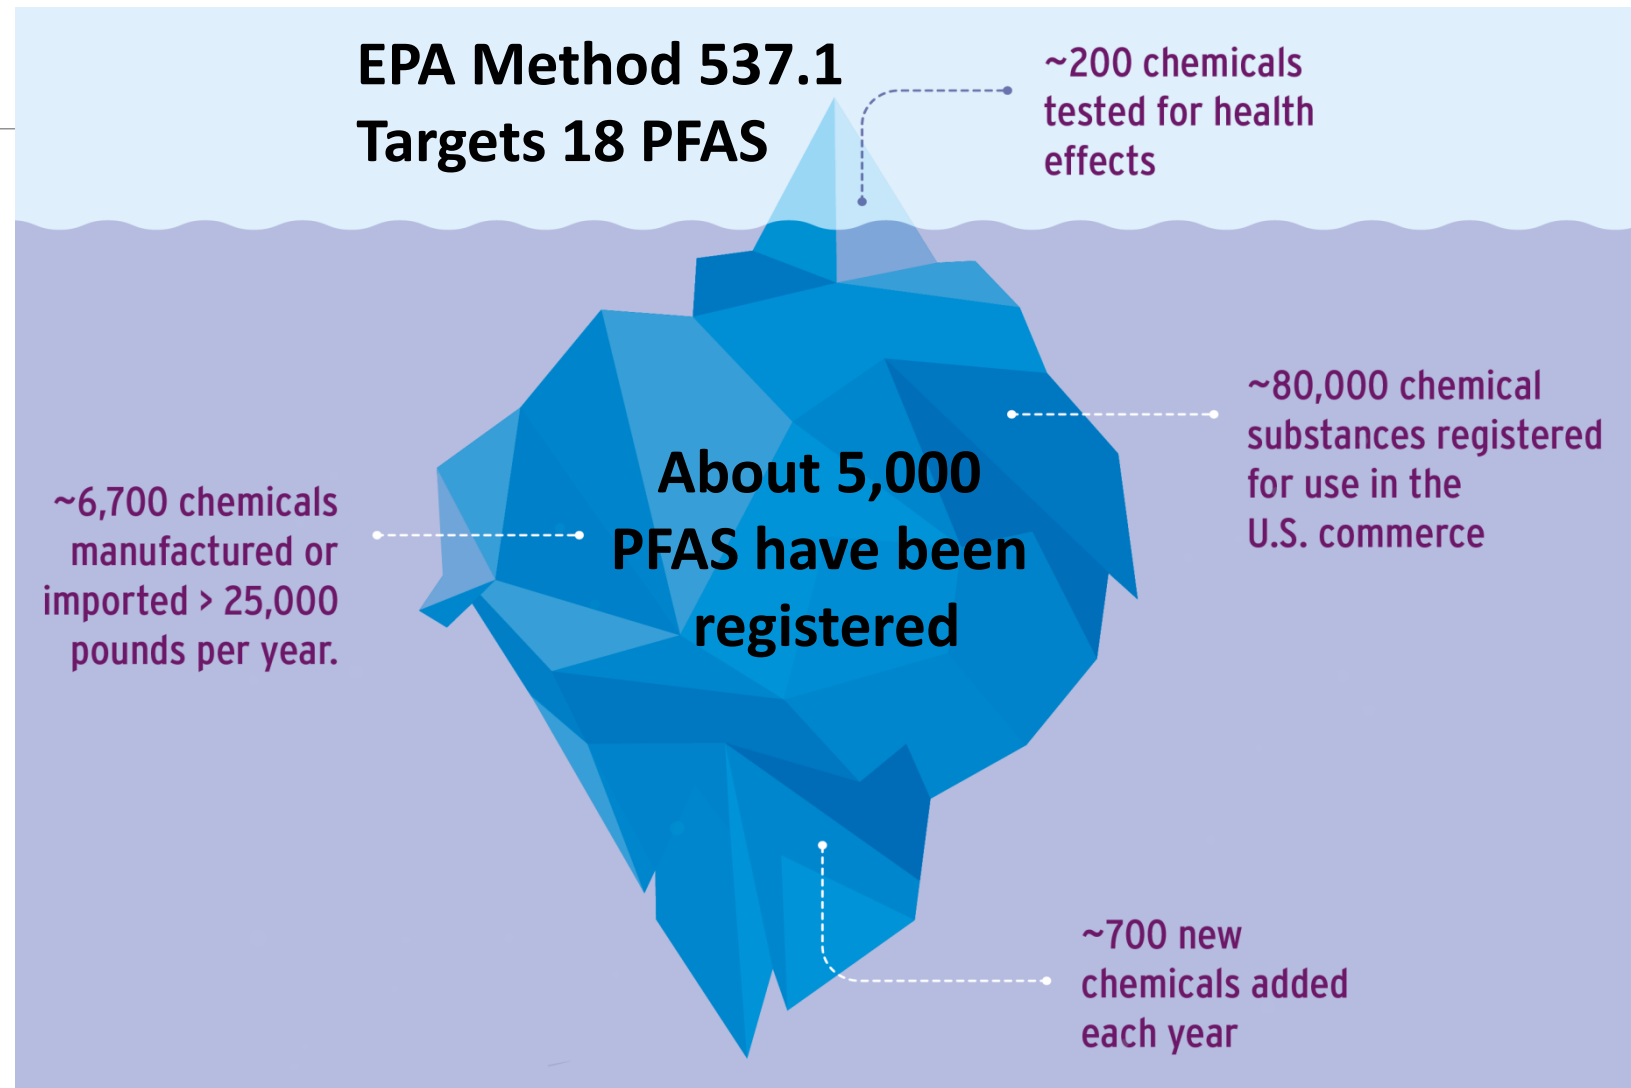 EPA Method 537.1
Targets 18 PFAS
~200 chemicals
tested for health
effects
~80,000 chemical
substances registered
for use in the
U.S. commerce
About 5,000
PFAS have been
registered
~6,700 chemicals
manufactured or
imported > 25,000
pounds per year.
~700 new
chemicals added
each year